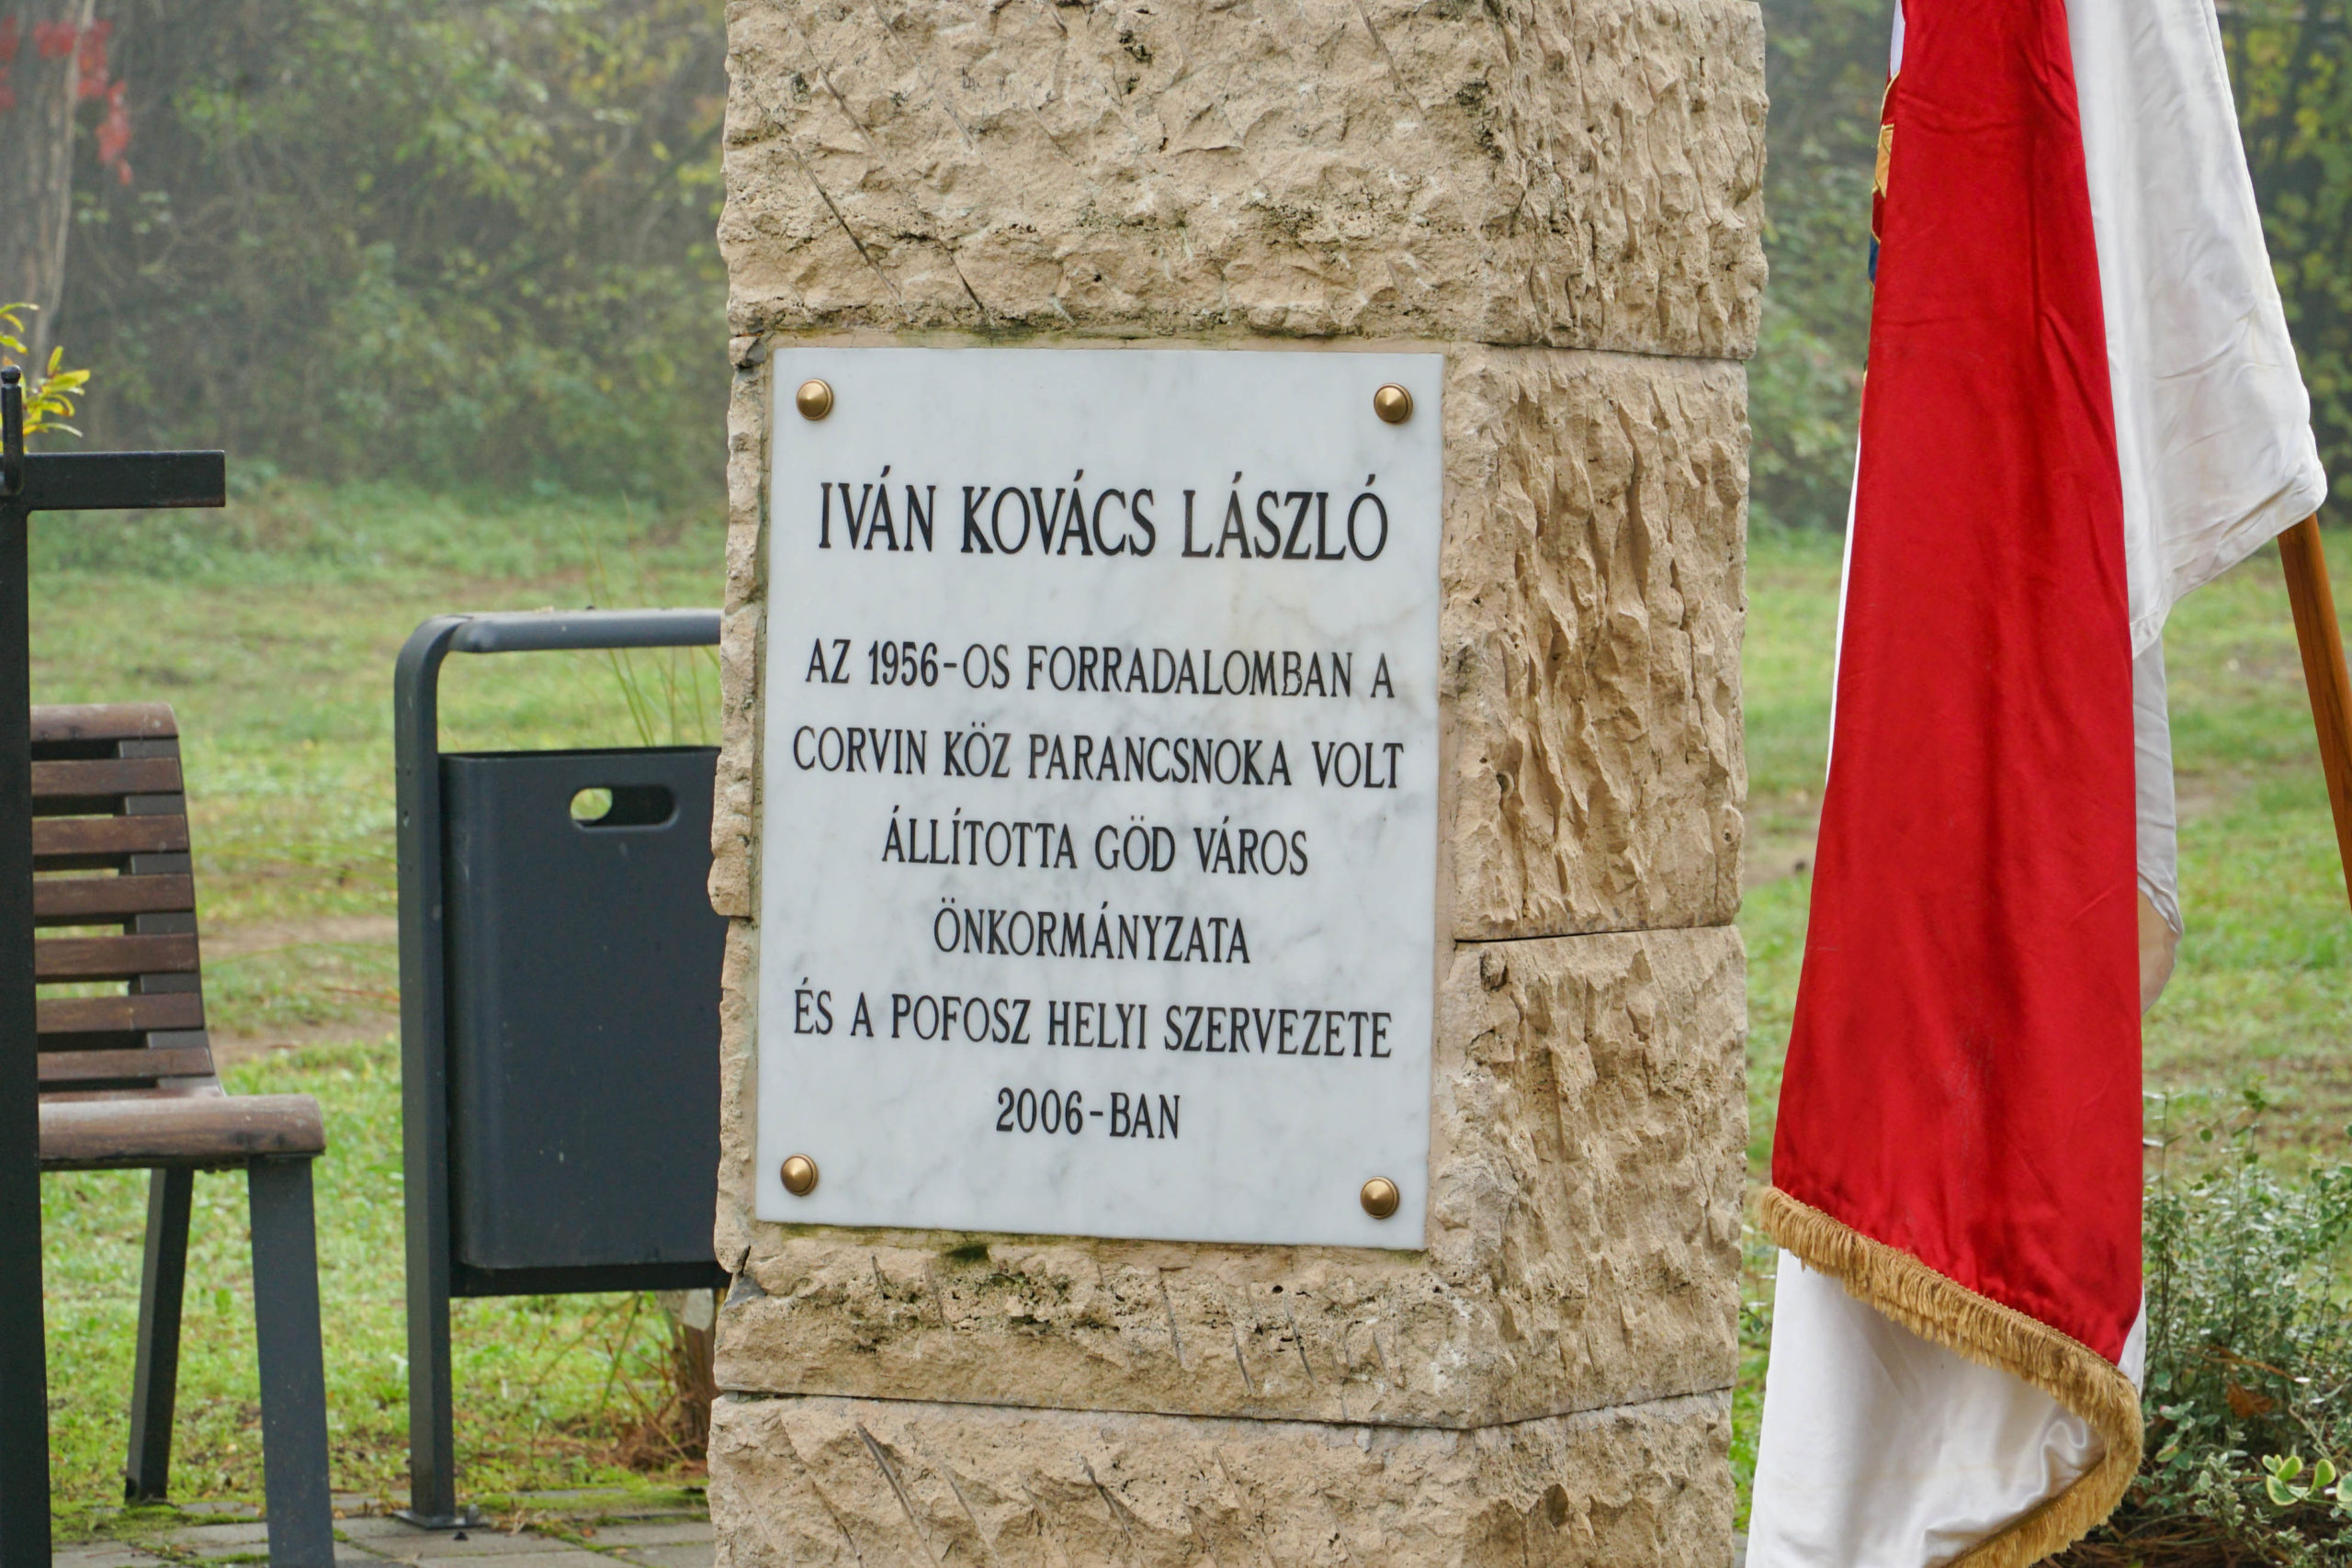 IVÁN KOVÁCS LÁSZLÓ
AZ 1956-OS FORRADALOMBAN A
CORVIN KÖZ PARANCSNOKA VOLT
ÁLLÍTOTTA GÖD VÁROS
ÖNKORMÁNYZATA
ÉS A POFOSZ HELYI SZERVEZETE
2006-BAN